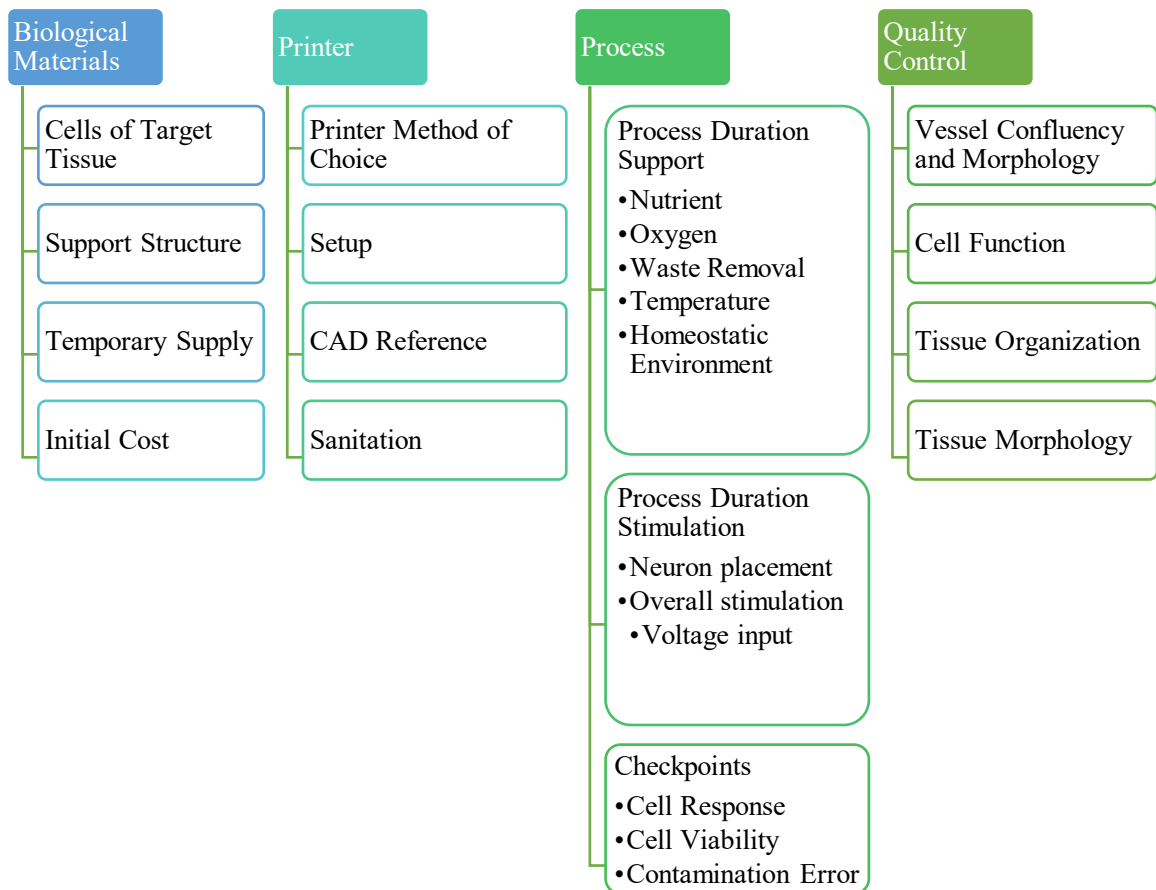 Biological
Materials
Cells of Target
Tissue
Support Structure
Temporary Supply
Initial Cost
Printer
Printer Method of
Choice
Setup
CAD Reference
Sanitation
Process
Process Duration
Support
•Nutrient
•Oxygen
•Waste Removal
•Temperature
•Homeostatic
Environment
Process Duration
Stimulation
•Neuron placement
•Overall stimulation
•Voltage input
Checkpoints
•Cell Response
•Cell Viability
•Contamination Error
Quality
Control
Vessel Confluency
and Morphology
Cell Function
Tissue Organization
Tissue Morphology